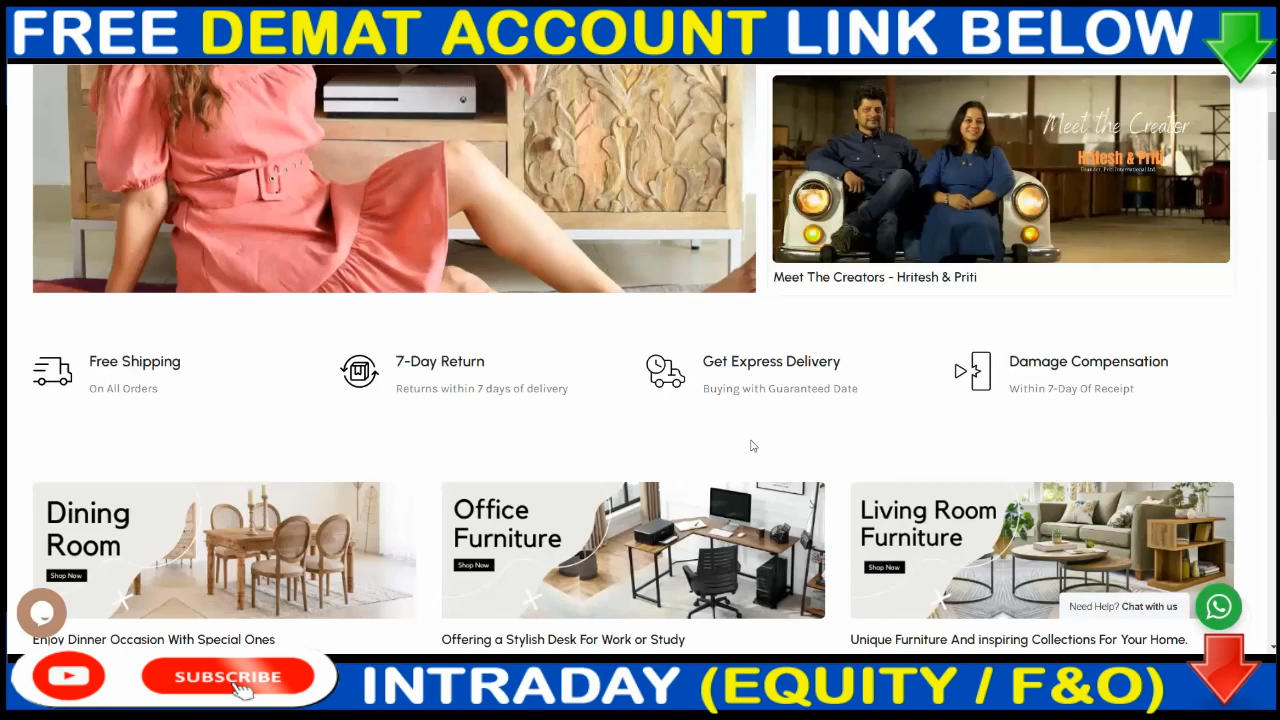 FREE DEMAT ACCOUNT LINK BELOW
Meet the Creator
Hritesh & Priti
Founder, Priti International Ltd.
Meet The Creators - Hritesh & Priti
Free Shipping
On All Orders
7-Day Return
Returns within 7 days of delivery
Get Express Delivery
Buying with Guaranteed Date
Damage Compensation
Within 7-Day Of Receipt
Dining
Room
Shop Now
Enjoy Dinner Occasion With Special Ones
Office
Furniture
Shop Now
Offering a Stylish Desk For Work or Study
Living Room
Furniture
Shop Now
Unique Furniture And inspiring Collections For Your Home.
Need Help? Chat with us
SUBSCRIBE
INTRADAY (EQUITY / F&O)